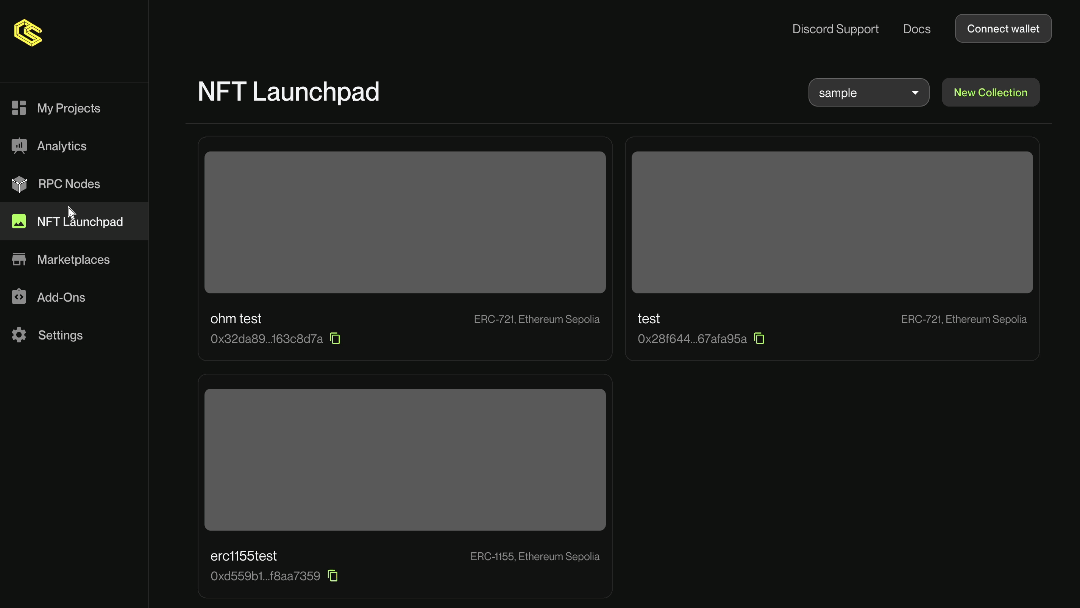 Discord Support
Docs
Connect wallet
My Projects
Analytics
RPC Nodes
NFT Launchpad
Marketplaces
Add-Ons
Settings
NFT Launchpad
sample
New Collection
ohm test
ERC-721, Ethereum Sepolia
0x32da89...163c8d7a
test
ERC-721, Ethereum Sepolia
0x28f644...67afa95a
erc1155test
ERC-1155, Ethereum Sepolia
0xd559b1...f8aa7359